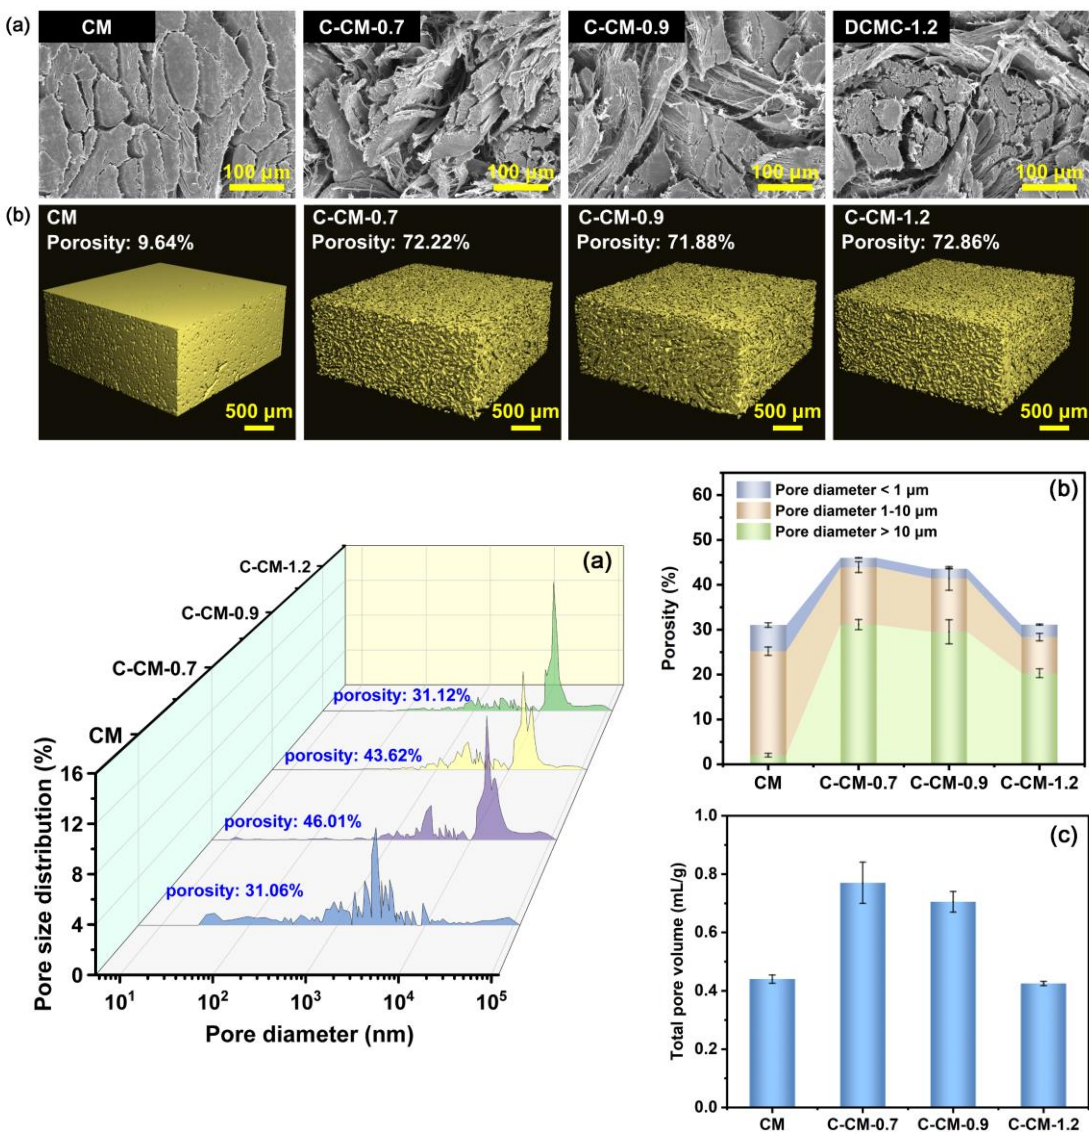 (a)
CM
C-CM-0.7
C-CM-0.9
DCMC-1.2
100 µm
100 µm
100 µm
100 µm
(b)
CM
Porosity: 9.64%
C-CM-0.7
Porosity: 72.22%
C-CM-0.9
Porosity: 71.88%
C-CM-1.2
Porosity: 72.86%
500 µm
500 µm
500 µm
500 µm
(a)
C-CM-1.2
C-CM-0.9
C-CM-0.7
CM
porosity: 31.12%
porosity: 43.62%
porosity: 46.01%
porosity: 31.06%
Pore size distribution (%)
16
12
8
4
0
10¹
10²
10³
10⁴
10⁵
Pore diameter (nm)
(b)
Pore diameter < 1 µm
Pore diameter 1-10 µm
Pore diameter > 10 µm
Porosity (%)
60
50
40
30
20
10
0
CM
C-CM-0.7
C-CM-0.9
C-CM-1.2
(c)
Total pore volume (mL/g)
1.0
0.8
0.6
0.4
0.2
0.0
CM
C-CM-0.7
C-CM-0.9
C-CM-1.2